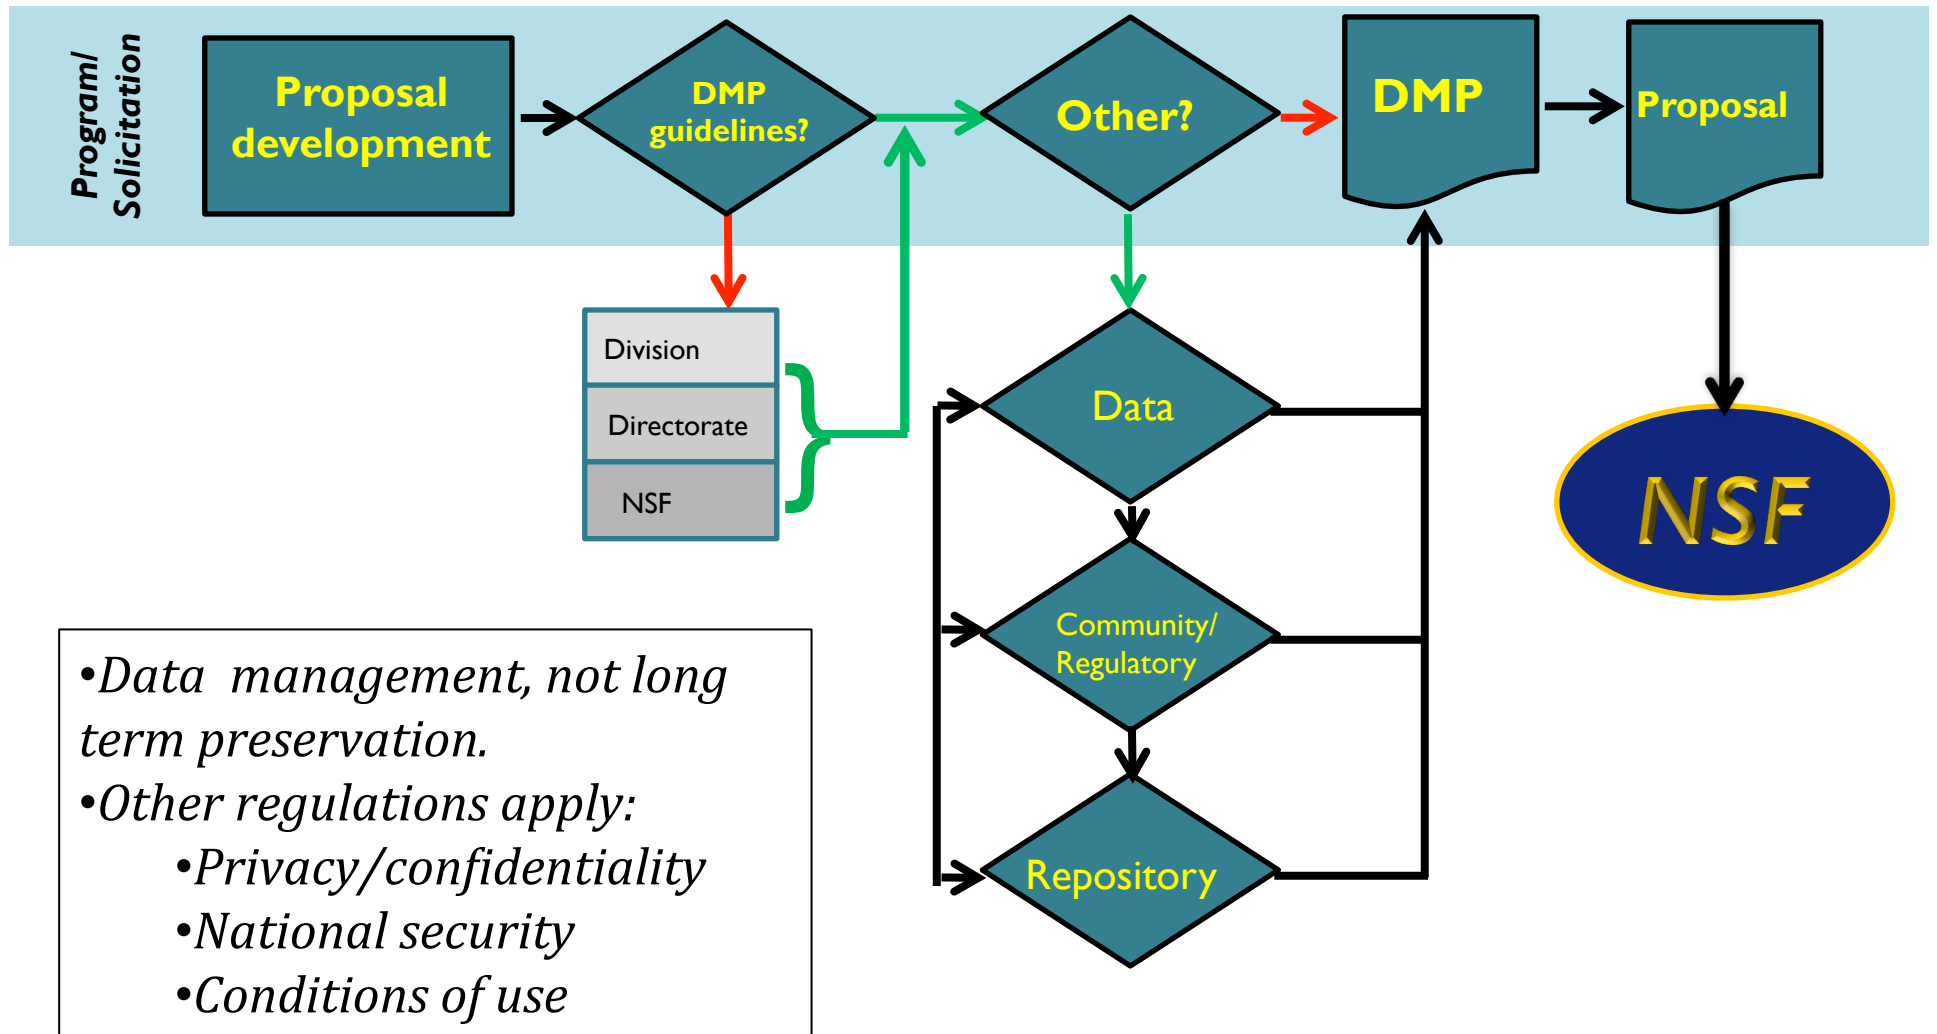 Program/
Solicitation
Proposal
development
DMP
guidelines?
Other?
DMP
Proposal
Division
Directorate
NSF
Data
Community/
Regulatory
Repository
NSF
•Data  management, not long
term preservation.
•Other regulations apply:
•Privacy/confidentiality
•National security
•Conditions of use